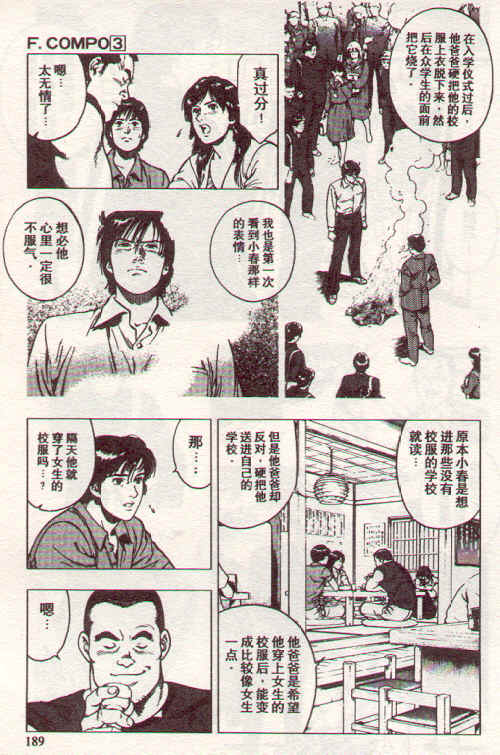 F. COMPO 3
在入学仪式过后，
他爸爸硬把他的校
服上衣脱下来，然
后在众学生的面前
把它烧了．
真过分！
嗯…
太无情了…
我也是第一次
看到小春那样
的表情…
想必他
心里一定很
不服气．
原本小春是想
进那些没有
校服的学校
就读…
但是他爸爸却
反对，硬把他
送进自己的
学校．
他爸爸是希望
他穿上女生的
校服后，能变
成比较像女生
一点．
那……
隔天他就
穿了女生的
校服吗…？
嗯…
189